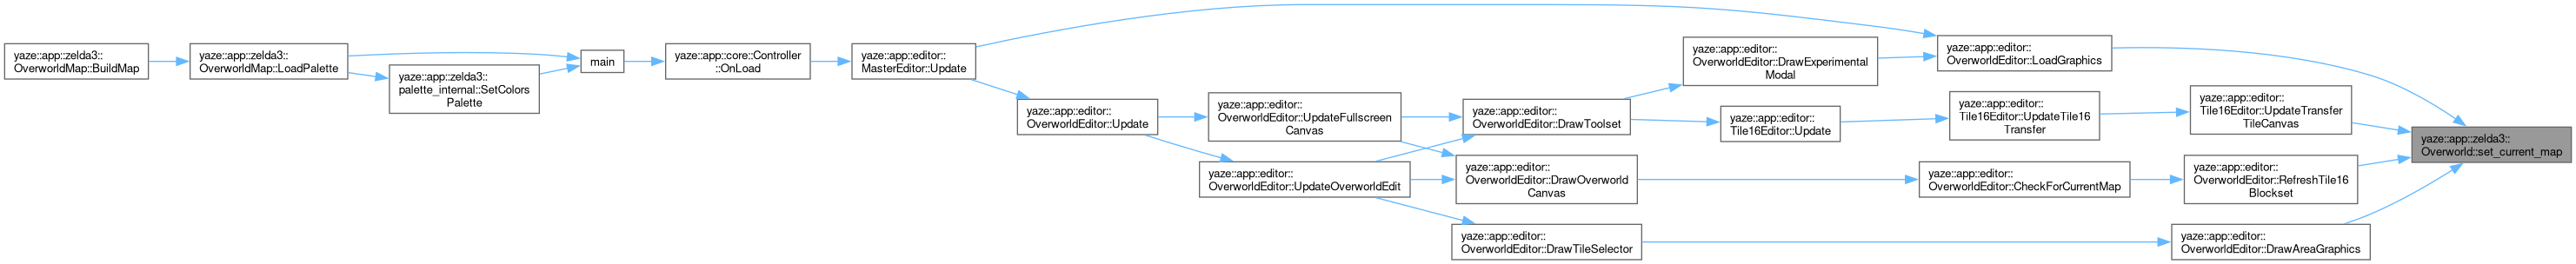 yaze::app::zelda3::
OverworldMap::BuildMap
yaze::app::zelda3::
OverworldMap::LoadPalette
yaze::app::zelda3::
palette_internal::SetColors
Palette
main
yaze::app::core::Controller
::OnLoad
yaze::app::editor::
MasterEditor::Update
yaze::app::editor::
OverworldEditor::Update
yaze::app::editor::
OverworldEditor::UpdateFullscreen
Canvas
yaze::app::editor::
OverworldEditor::UpdateOverworldEdit
yaze::app::editor::
OverworldEditor::DrawToolset
yaze::app::editor::
OverworldEditor::DrawOverworld
Canvas
yaze::app::editor::
OverworldEditor::DrawTileSelector
yaze::app::editor::
OverworldEditor::DrawExperimental
Modal
yaze::app::editor::
Tile16Editor::Update
yaze::app::editor::
OverworldEditor::LoadGraphics
yaze::app::editor::
Tile16Editor::UpdateTile16
Transfer
yaze::app::editor::
OverworldEditor::CheckForCurrentMap
yaze::app::editor::
Tile16Editor::UpdateTransfer
TileCanvas
yaze::app::editor::
OverworldEditor::RefreshTile16
Blockset
yaze::app::editor::
OverworldEditor::DrawAreaGraphics
yaze::app::zelda3::
Overworld::set_current_map